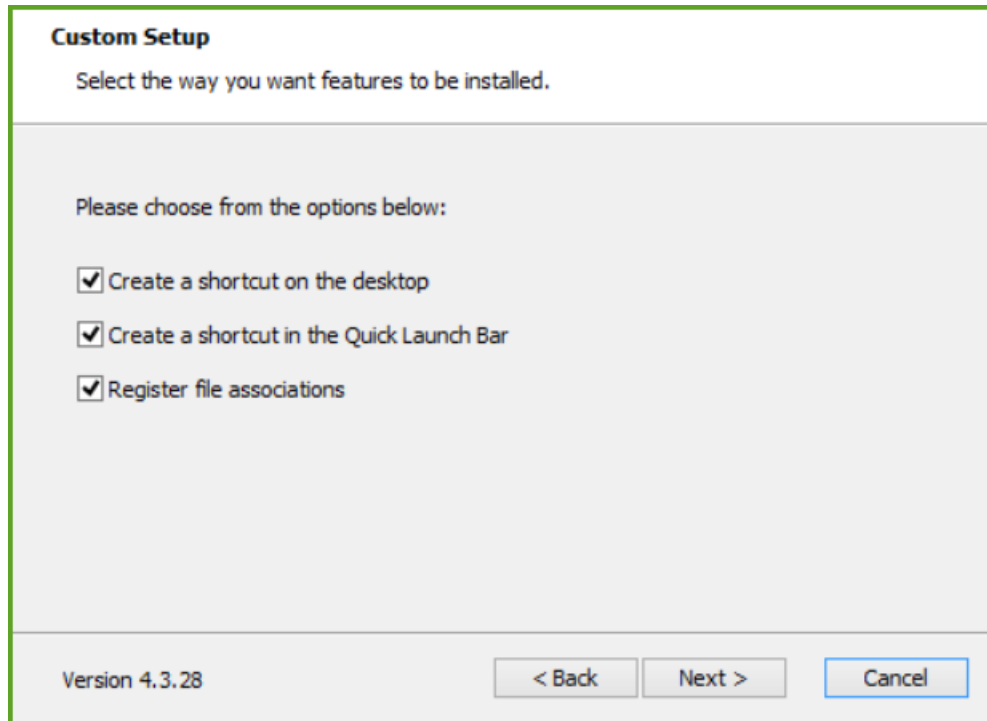 Custom Setup
Select the way you want features to be installed.
Please choose from the options below:
Create a shortcut on the desktop
Create a shortcut in the Quick Launch Bar
Register file associations
Version 4.3.28
< Back
Next >
Cancel